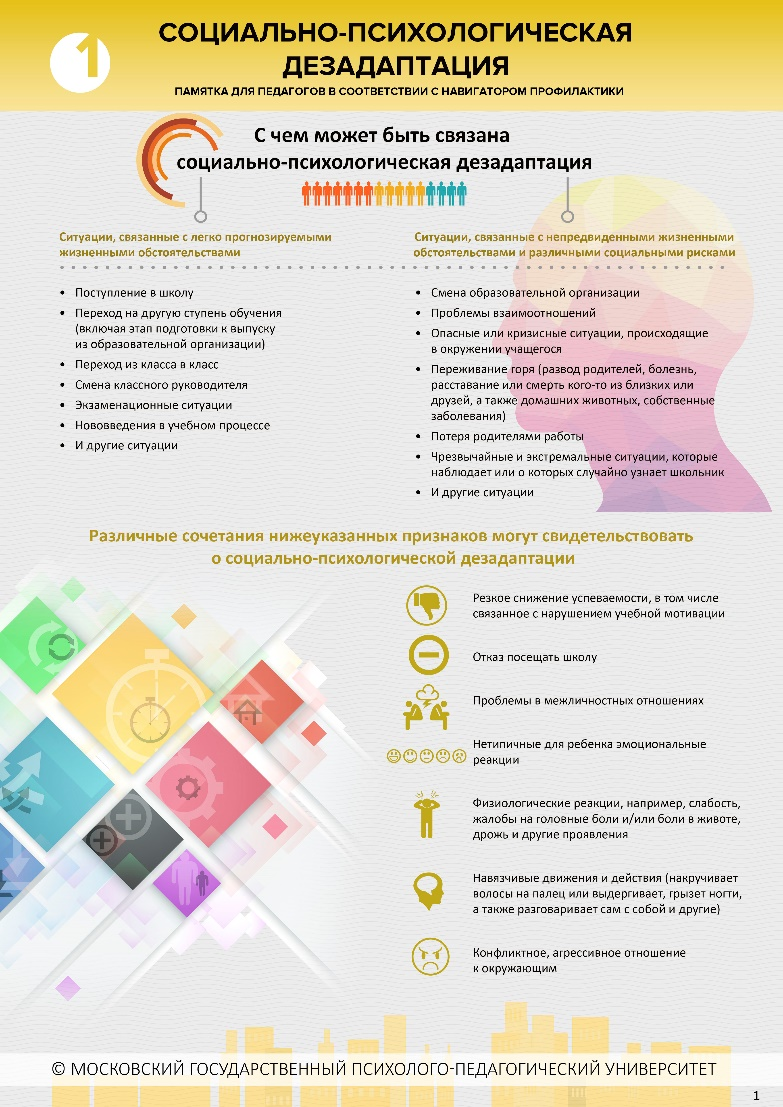 1
СОЦИАЛЬНО-ПСИХОЛОГИЧЕСКАЯ
ДЕЗАДАПТАЦИЯ
ПАМЯТКА ДЛЯ ПЕДАГОГОВ В СООТВЕТСТВИИ С НАВИГАТОРОМ ПРОФИЛАКТИКИ
С чем может быть связана
социально-психологическая дезадаптация
Ситуации, связанные с легко прогнозируемыми
жизненными обстоятельствами
• Поступление в школу
• Переход на другую ступень обучения
(включая этап подготовки к выпуску
из образовательной организации)
• Переход из класса в класс
• Смена классного руководителя
• Экзаменационные ситуации
• Нововведения в учебном процессе
• И другие ситуации
Ситуации, связанные с непредвиденными жизненными
обстоятельствами и различными социальными рисками
• Смена образовательной организации
• Проблемы взаимоотношений
• Опасные или кризисные ситуации, происходящие
в окружении учащегося
• Переживание горя (развод родителей, болезнь,
расставание или смерть кого-то из близких или
друзей, а также домашних животных, собственные
заболевания)
• Потеря родителями работы
• Чрезвычайные и экстремальные ситуации, которые
наблюдает или о которых случайно узнает школьник
• И другие ситуации
Различные сочетания нижеуказанных признаков могут свидетельствовать
о социально-психологической дезадаптации
Резкое снижение успеваемости, в том числе
связанное с нарушением учебной мотивации
Отказ посещать школу
Проблемы в межличностных отношениях
Нетипичные для ребенка эмоциональные
реакции
Физиологические реакции, например, слабость,
жалобы на головные боли и/или боли в животе,
дрожь и другие проявления
Навязчивые движения и действия (накручивает
волосы на палец или выдергивает, грызет ногти,
а также разговаривает сам с собой и другие)
Конфликтное, агрессивное отношение
к окружающим
© МОСКОВСКИЙ ГОСУДАРСТВЕННЫЙ ПСИХОЛОГО-ПЕДАГОГИЧЕСКИЙ УНИВЕРСИТЕТ
1